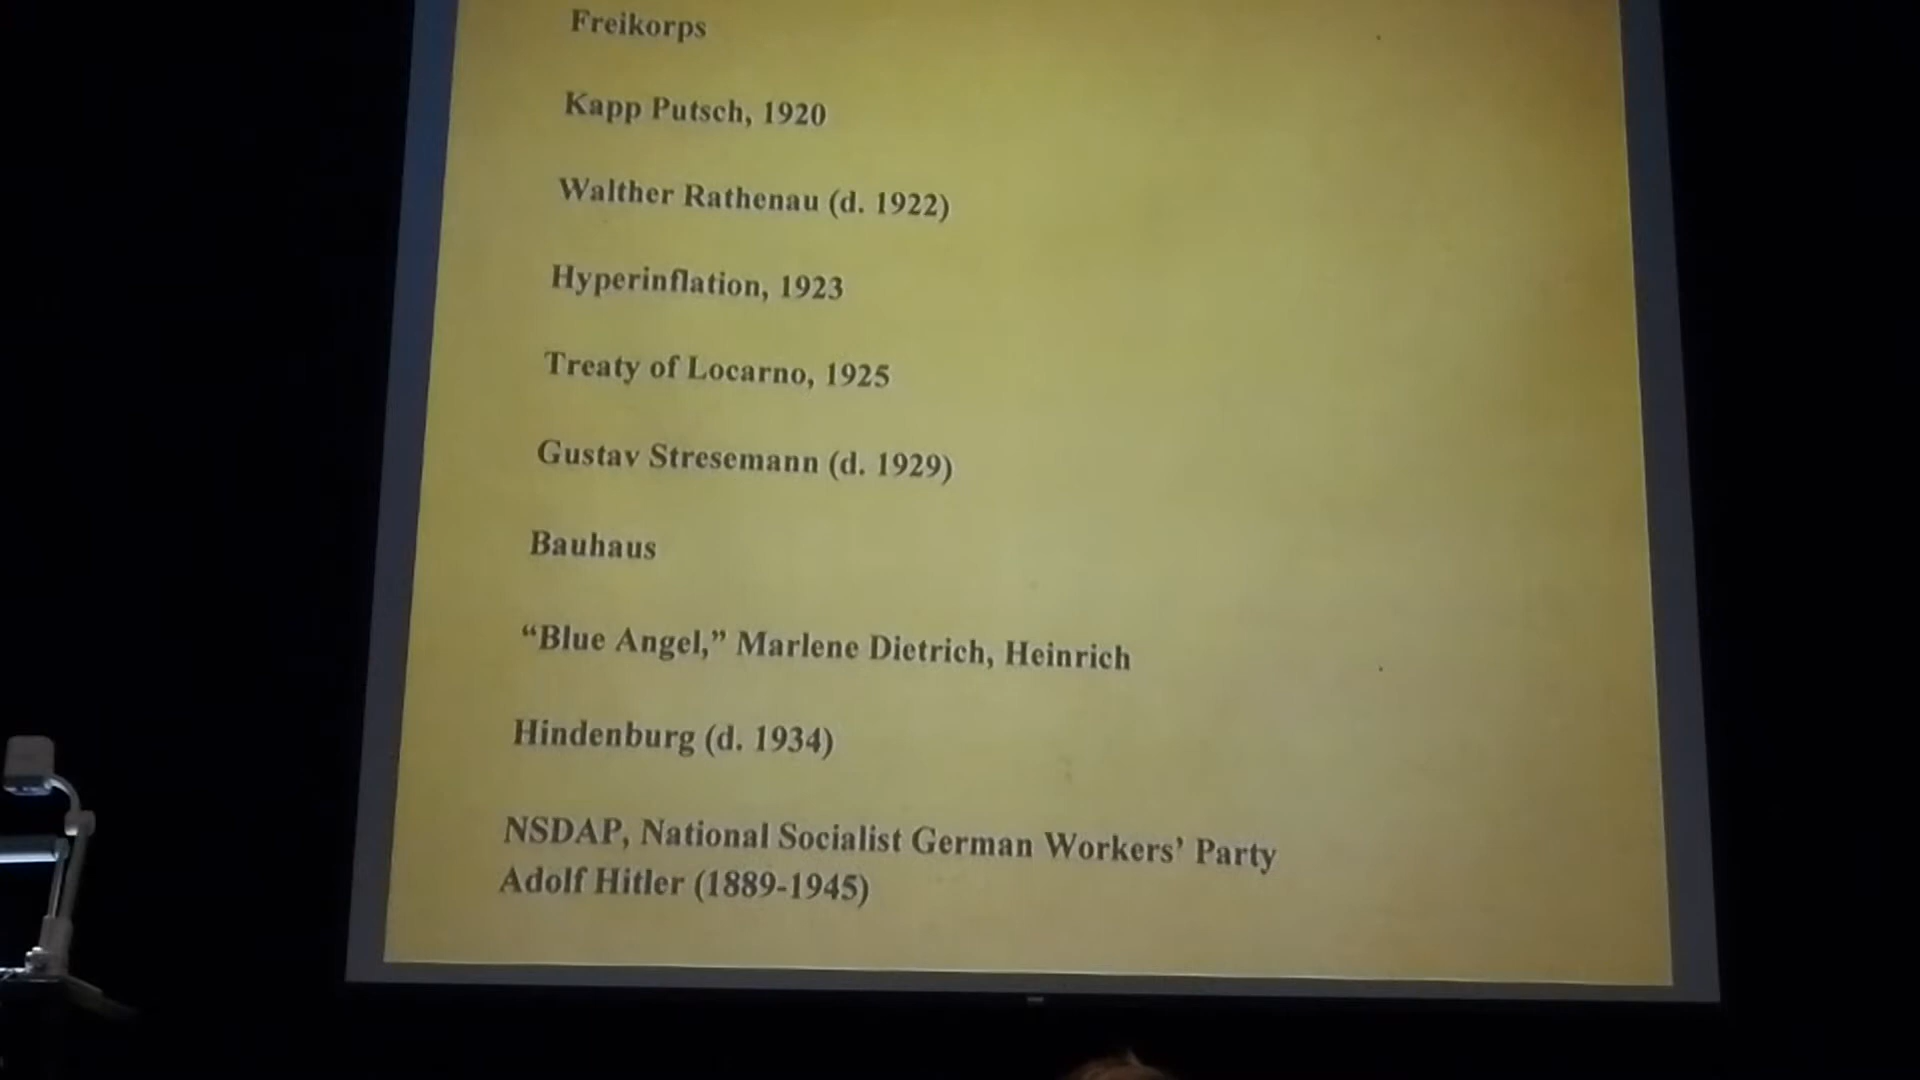 Freikorps
Kapp Putsch, 1920
Walther Rathenau (d. 1922)
Hyperinflation, 1923
Treaty of Locarno, 1925
Gustav Stresemann (d. 1929)
Bauhaus
“Blue Angel,” Marlene Dietrich, Heinrich
Hindenburg (d. 1934)
NSDAP, National Socialist German Workers’ Party
Adolf Hitler (1889-1945)